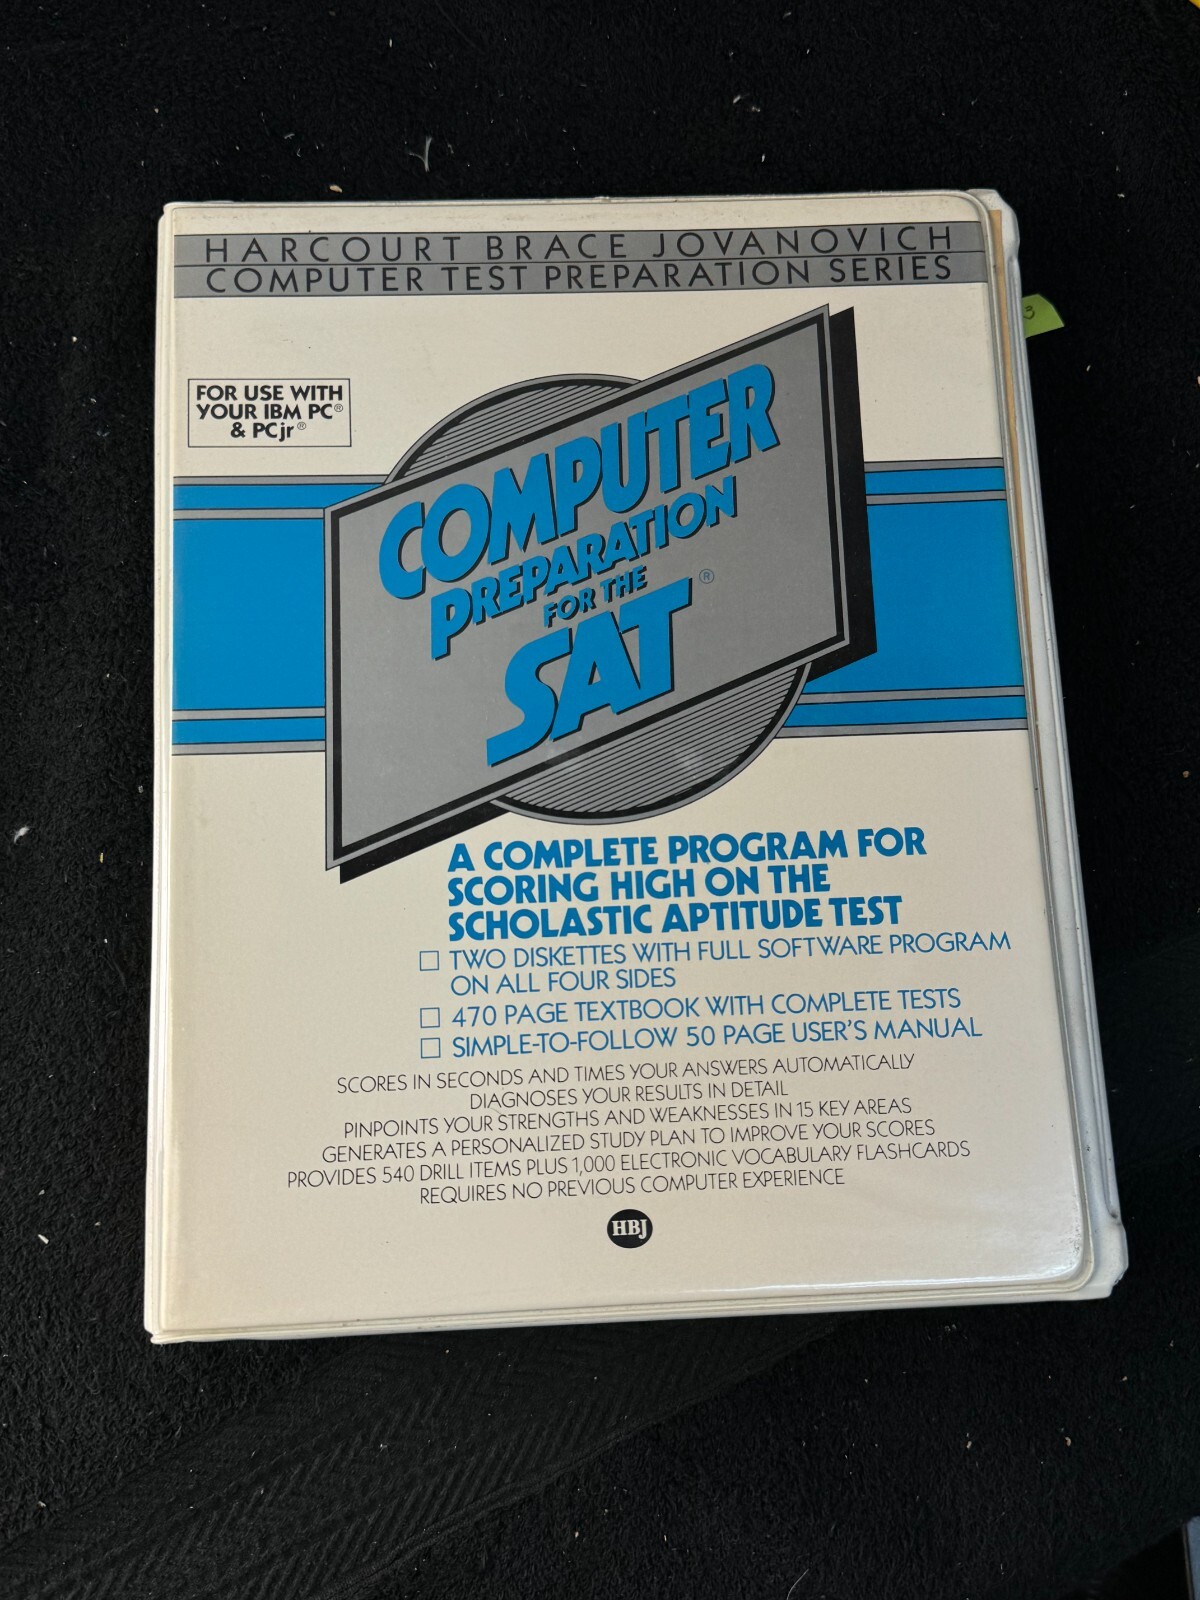 HARCOURT BRACE JOVANOVICH
COMPUTER TEST PREPARATION SERIES
3
FOR USE WITH
YOUR IBM PC®
& PCjr®
COMPUTER
PREPARATION
FOR THE
SAT®
A COMPLETE PROGRAM FOR
SCORING HIGH ON THE
SCHOLASTIC APTITUDE TEST
☐ TWO DISKETTES WITH FULL SOFTWARE PROGRAM
ON ALL FOUR SIDES
☐ 470 PAGE TEXTBOOK WITH COMPLETE TESTS
☐ SIMPLE-TO-FOLLOW 50 PAGE USER'S MANUAL
SCORES IN SECONDS AND TIMES YOUR ANSWERS AUTOMATICALLY
DIAGNOSES YOUR RESULTS IN DETAIL
PINPOINTS YOUR STRENGTHS AND WEAKNESSES IN 15 KEY AREAS
GENERATES A PERSONALIZED STUDY PLAN TO IMPROVE YOUR SCORES
PROVIDES 540 DRILL ITEMS PLUS 1,000 ELECTRONIC VOCABULARY FLASHCARDS
REQUIRES NO PREVIOUS COMPUTER EXPERIENCE
HBJ